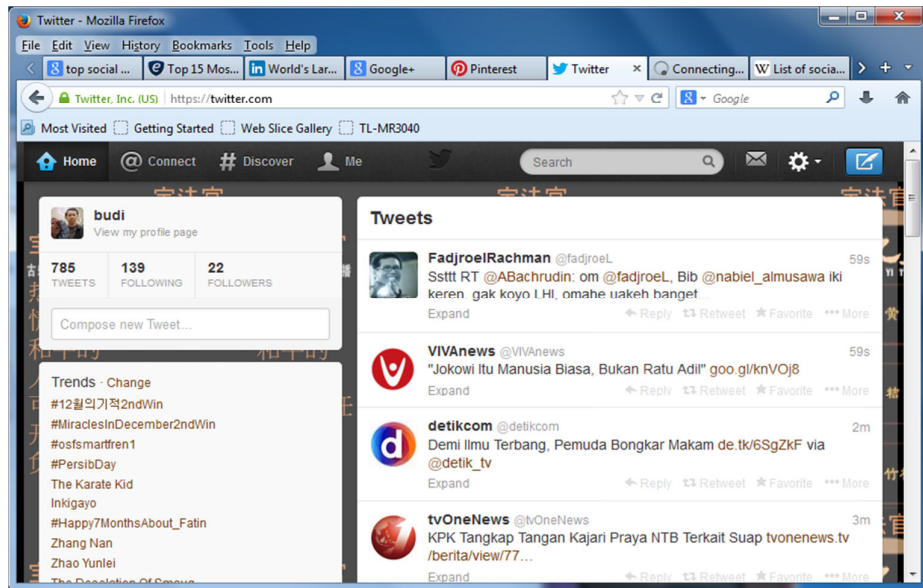 Twitter - Mozilla Firefox
File Edit View History Bookmarks Tools Help
top social ... Top 15 Mos... World's Lar... Google+ Pinterest Twitter Connecting... List of socia...
Twitter, Inc. (US) https://twitter.com Google
Most Visited Getting Started Web Slice Gallery TL-MR3040
Home Connect Discover Me Search
budi
View my profile page
785 139 22
TWEETS FOLLOWING FOLLOWERS
Compose new Tweet...
Trends · Change
#12월의기적2ndWin
#MiraclesInDecember2ndWin
#osfsmartfren1
#PersibDay
The Karate Kid
Inkigayo
#Happy7MonthsAbout_Fatin
Zhang Nan
Zhao Yunlei
The Desolation Of Smaug
Tweets
FadjroelRachman @fadjroeL 59s
Ssttt RT @ABachrudin: om @fadjroeL, Bib @nabiel_almusawa iki
keren, gak koyo LHI, omahe uakeh banget...
Expand Reply Retweet Favorite More
VIVAnews @VIVAnews 59s
"Jokowi Itu Manusia Biasa, Bukan Ratu Adil" goo.gl/knVOj8
Expand Reply Retweet Favorite More
detikcom @detikcom 2m
Demi Ilmu Terbang, Pemuda Bongkar Makam de.tk/6SgZkF via
@detik_tv
Expand Reply Retweet Favorite More
tvOneNews @tvOneNews 3m
KPK Tangkap Tangan Kajari Praya NTB Terkait Suap tvonenews.tv
/berita/view/77...
Expand Reply Retweet Favorite More